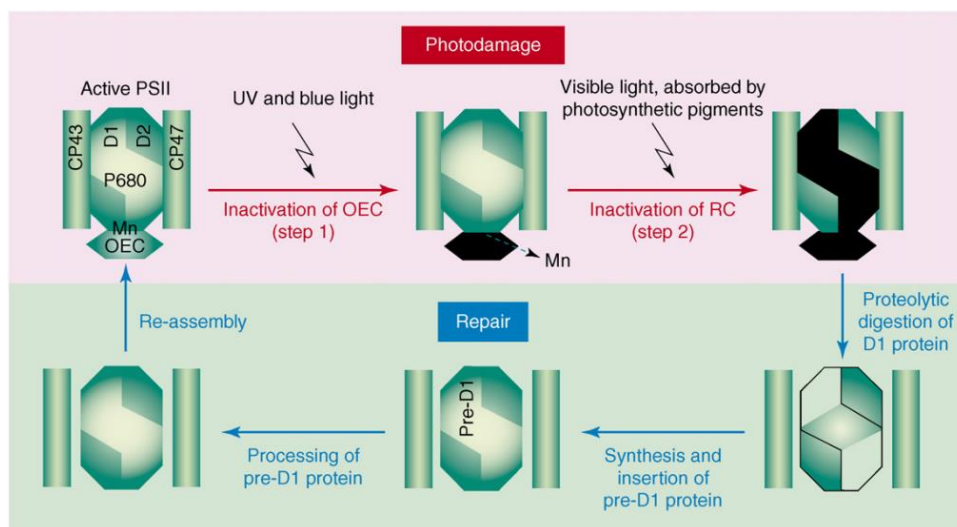 Photodamage
Active PSII
UV and blue light
Visible light, absorbed by
photosynthetic pigments
CP43
D1
D2
CP47
P680
Mn
OEC
Inactivation of OEC
(step 1)
Mn
Inactivation of RC
(step 2)
Re-assembly
Repair
Proteolytic
digestion of
D1 protein
Pre-D1
Processing of
pre-D1 protein
Synthesis and
insertion of
pre-D1 protein